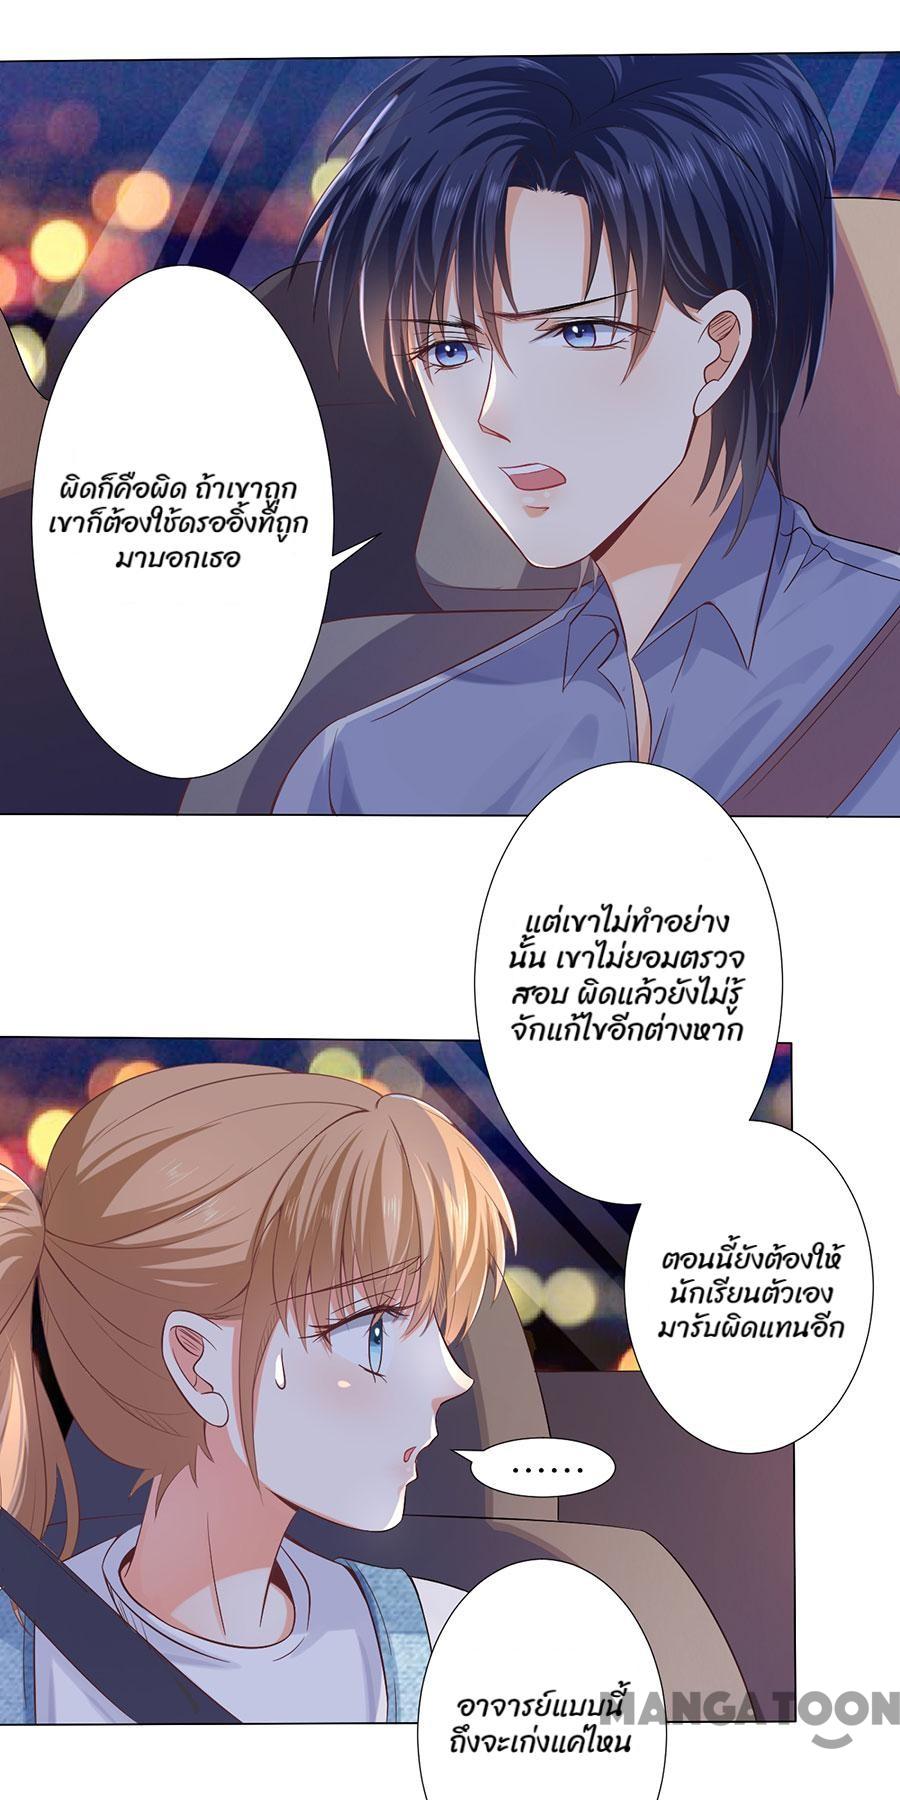 ผิดก็คือผิด ถ้าเขาถูก
เขาก็ต้องใช้ดรออิ้งที่ถูก
มาบอกเธอ
แต่เขาไม่ทำอย่าง
นั้น เขาไม่ยอมตรวจ
สอบ ผิดแล้วยังไม่รู้
จักแก้ไขอีกต่างหาก
ตอนนี้ยังต้องให้
นักเรียนตัวเอง
มารับผิดแทนอีก
......
อาจารย์แบบนี้
ถึงจะเก่งแค่ไหน
MANGATOON